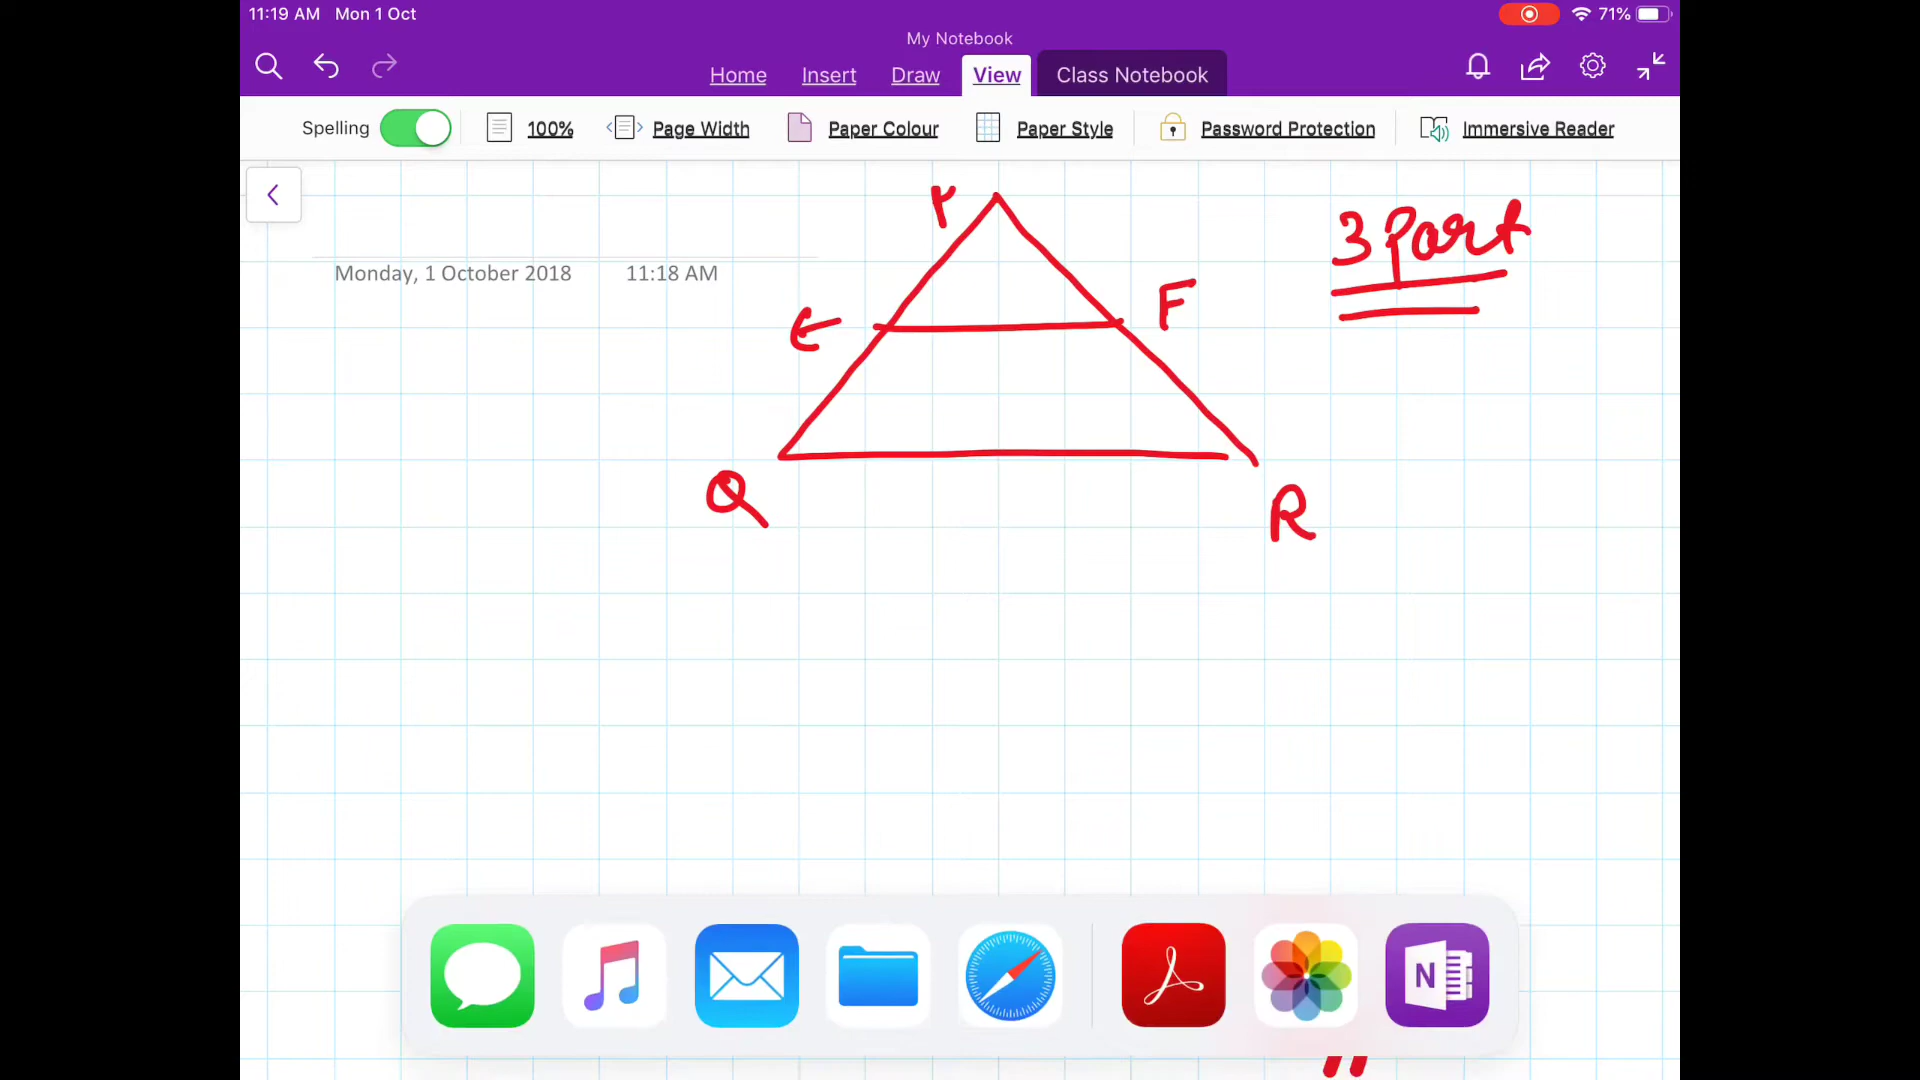 11:19 AM Mon 1 Oct 71%
My Notebook
Home Insert Draw View Class Notebook
Spelling 100% Page Width Paper Colour Paper Style Password Protection Immersive Reader
P
3 Part
Monday, 1 October 2018 11:18 AM
E F
Q R
N